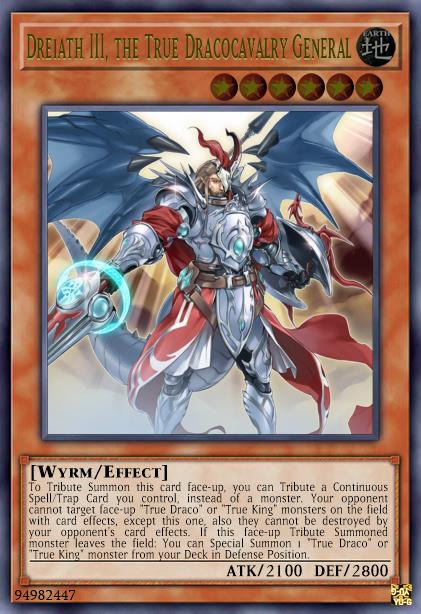 Dreiath III, the True Dracocavalry General
EARTH
地
[Wyrm/Effect]
To Tribute Summon this card face-up, you can Tribute a Continuous
Spell/Trap Card you control, instead of a monster. Your opponent
cannot target face-up "True Draco" or "True King" monsters on the field
with card effects, except this one, also they cannot be destroyed by
your opponent's card effects. If this face-up Tribute Summoned
monster leaves the field: You can Special Summon 1 "True Draco" or
"True King" monster from your Deck in Defense Position.
ATK/2100 DEF/2800
94982447